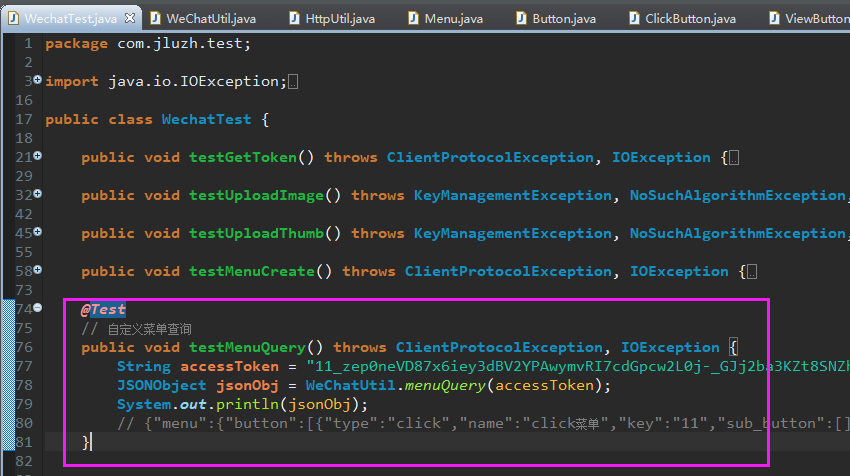 WechatTest.java WeChatUtil.java HttpUtil.java Menu.java Button.java ClickButton.java ViewButton
1 package com.jluzh.test;
2
3 import java.io.IOException;
16
17 public class WechatTest {
18
21 public void testGetToken() throws ClientProtocolException, IOException {
29
32 public void testUploadImage() throws KeyManagementException, NoSuchAlgorithmException,
42
45 public void testUploadThumb() throws KeyManagementException, NoSuchAlgorithmException,
55
58 public void testMenuCreate() throws ClientProtocolException, IOException {
73
74 @Test
75 // 自定义菜单查询
76 public void testMenuQuery() throws ClientProtocolException, IOException {
77 String accessToken = "11_zep0neVD87x6iey3dBV2YPAwymvRI7cdGpcw2L0j-_GJj2ba3KZt8SNZh
78 JSONObject jsonObj = WeChatUtil.menuQuery(accessToken);
79 System.out.println(jsonObj);
80 // {"menu":{"button":[{"type":"click","name":"click菜单","key":"11","sub_button":[]
81 }
82